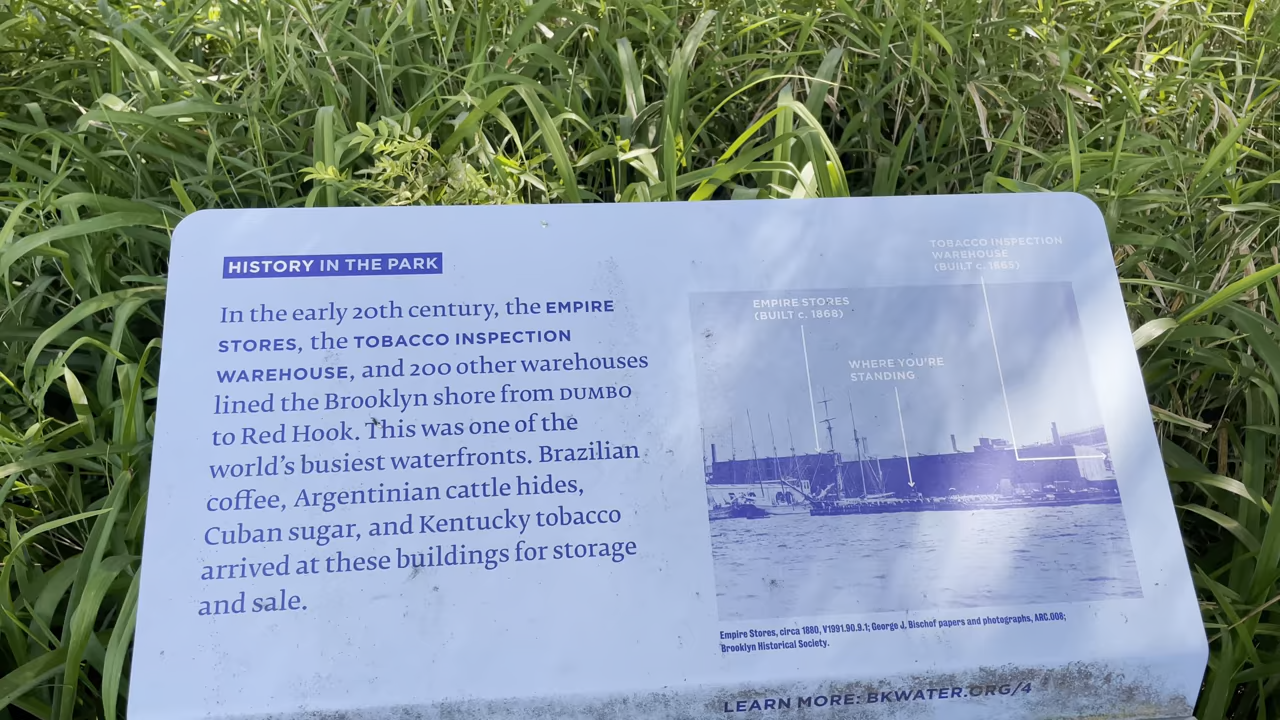 HISTORY IN THE PARK
In the early 20th century, the EMPIRE
STORES, the TOBACCO INSPECTION
WAREHOUSE, and 200 other warehouses
lined the Brooklyn shore from DUMBO
to Red Hook. This was one of the
world's busiest waterfronts. Brazilian
coffee, Argentinian cattle hides,
Cuban sugar, and Kentucky tobacco
arrived at these buildings for storage
and sale.
TOBACCO INSPECTION
WAREHOUSE
(BUILT c. 1865)
EMPIRE STORES
(BUILT c. 1868)
WHERE YOU'RE
STANDING
Empire Stores, circa 1880, V1991.90.9.1; George J. Bischof papers and photographs, ARC.008;
Brooklyn Historical Society.
LEARN MORE: BKWATER.ORG/4